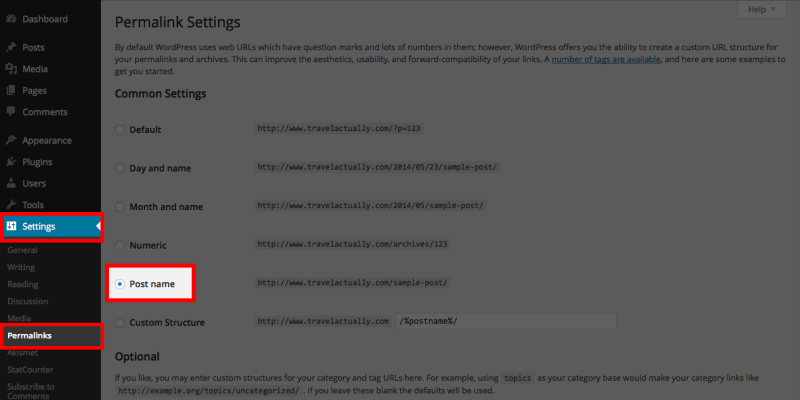 Dashboard
Posts
Media
Pages
Comments
Appearance
Plugins
Users
Tools
Settings
General
Writing
Reading
Discussion
Media
Permalinks
Akismet
StatCounter
Subscribe to
Comments
Help
Permalink Settings
By default WordPress uses web URLs which have question marks and lots of numbers in them; however, WordPress offers you the ability to create a custom URL structure for
your permalinks and archives. This can improve the aesthetics, usability, and forward-compatibility of your links. A number of tags are available, and here are some examples to
get you started.
Common Settings
Default http://www.travelactually.com/?p=123
Day and name http://www.travelactually.com/2014/05/23/sample-post/
Month and name http://www.travelactually.com/2014/05/sample-post/
Numeric http://www.travelactually.com/archives/123
Post name http://www.travelactually.com/sample-post/
Custom Structure http://www.travelactually.com /%postname%/
Optional
If you like, you may enter custom structures for your category and tag URLs here. For example, using topics as your category base would make your category links like
http://example.org/topics/uncategorized/ . If you leave these blank the defaults will be used.